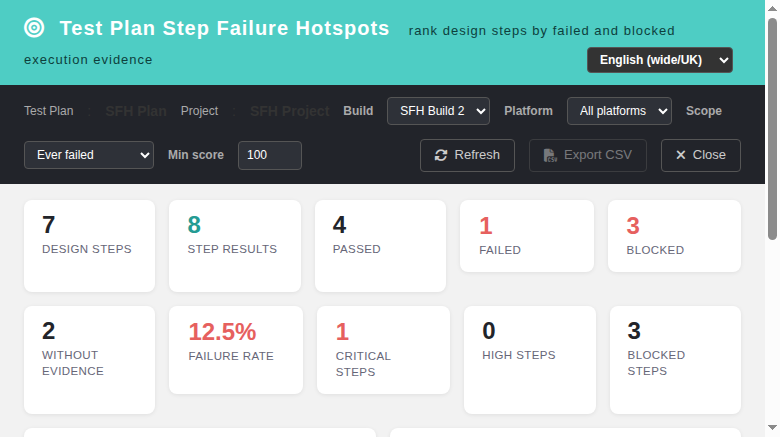 Test Plan Step Failure Hotspots rank design steps by failed and blocked
execution evidence English (wide/UK)
Test Plan : SFH Plan Project : SFH Project Build SFH Build 2 Platform All platforms Scope
Ever failed Min score 100 Refresh Export CSV Close
7 8 4 1 3
DESIGN STEPS STEP RESULTS PASSED FAILED BLOCKED
2 12.5% 1 0 3
WITHOUT EVIDENCE FAILURE RATE CRITICAL STEPS HIGH STEPS BLOCKED STEPS